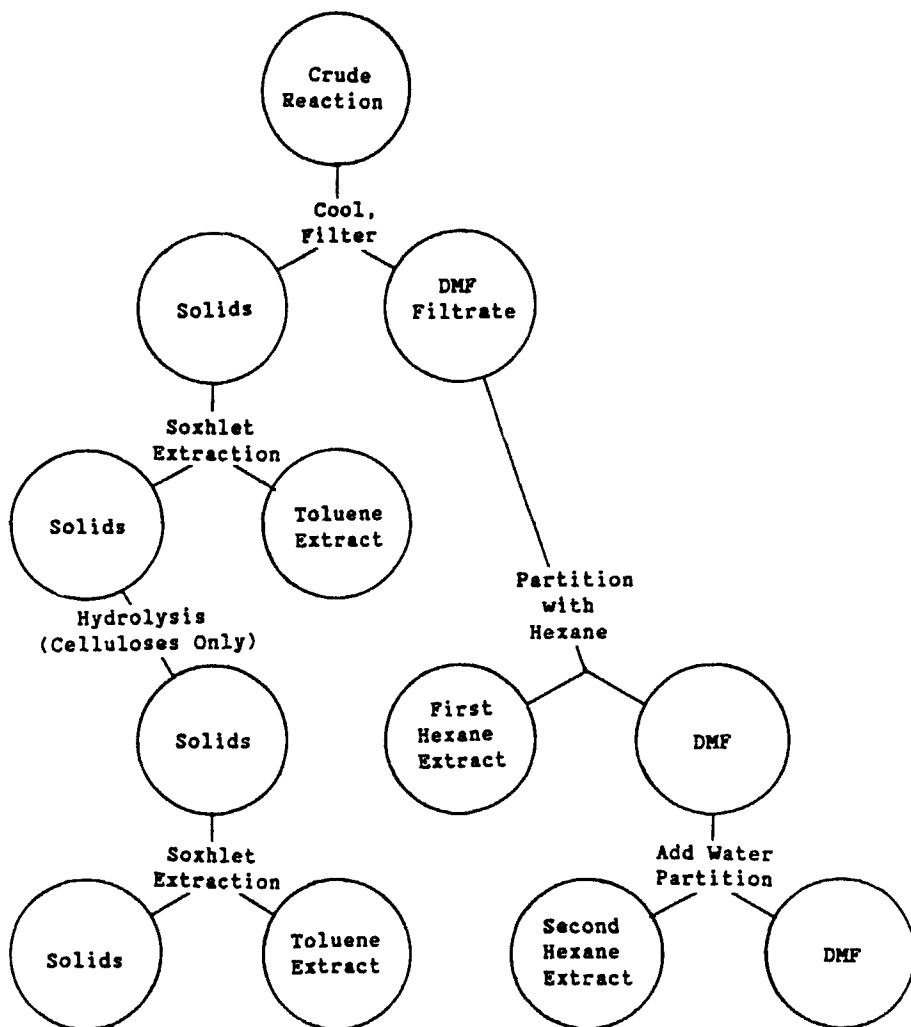 Crude
Reaction
Cool,
Filter
Solids
DMF
Filtrate
Soxhlet
Extraction
Solids
Toluene
Extract
Hydrolysis
(Celluloses Only)
Partition
with
Hexane
Solids
First
Hexane
Extract
DMF
Soxhlet
Extraction
Add Water
Partition
Solids
Toluene
Extract
Second
Hexane
Extract
DMF